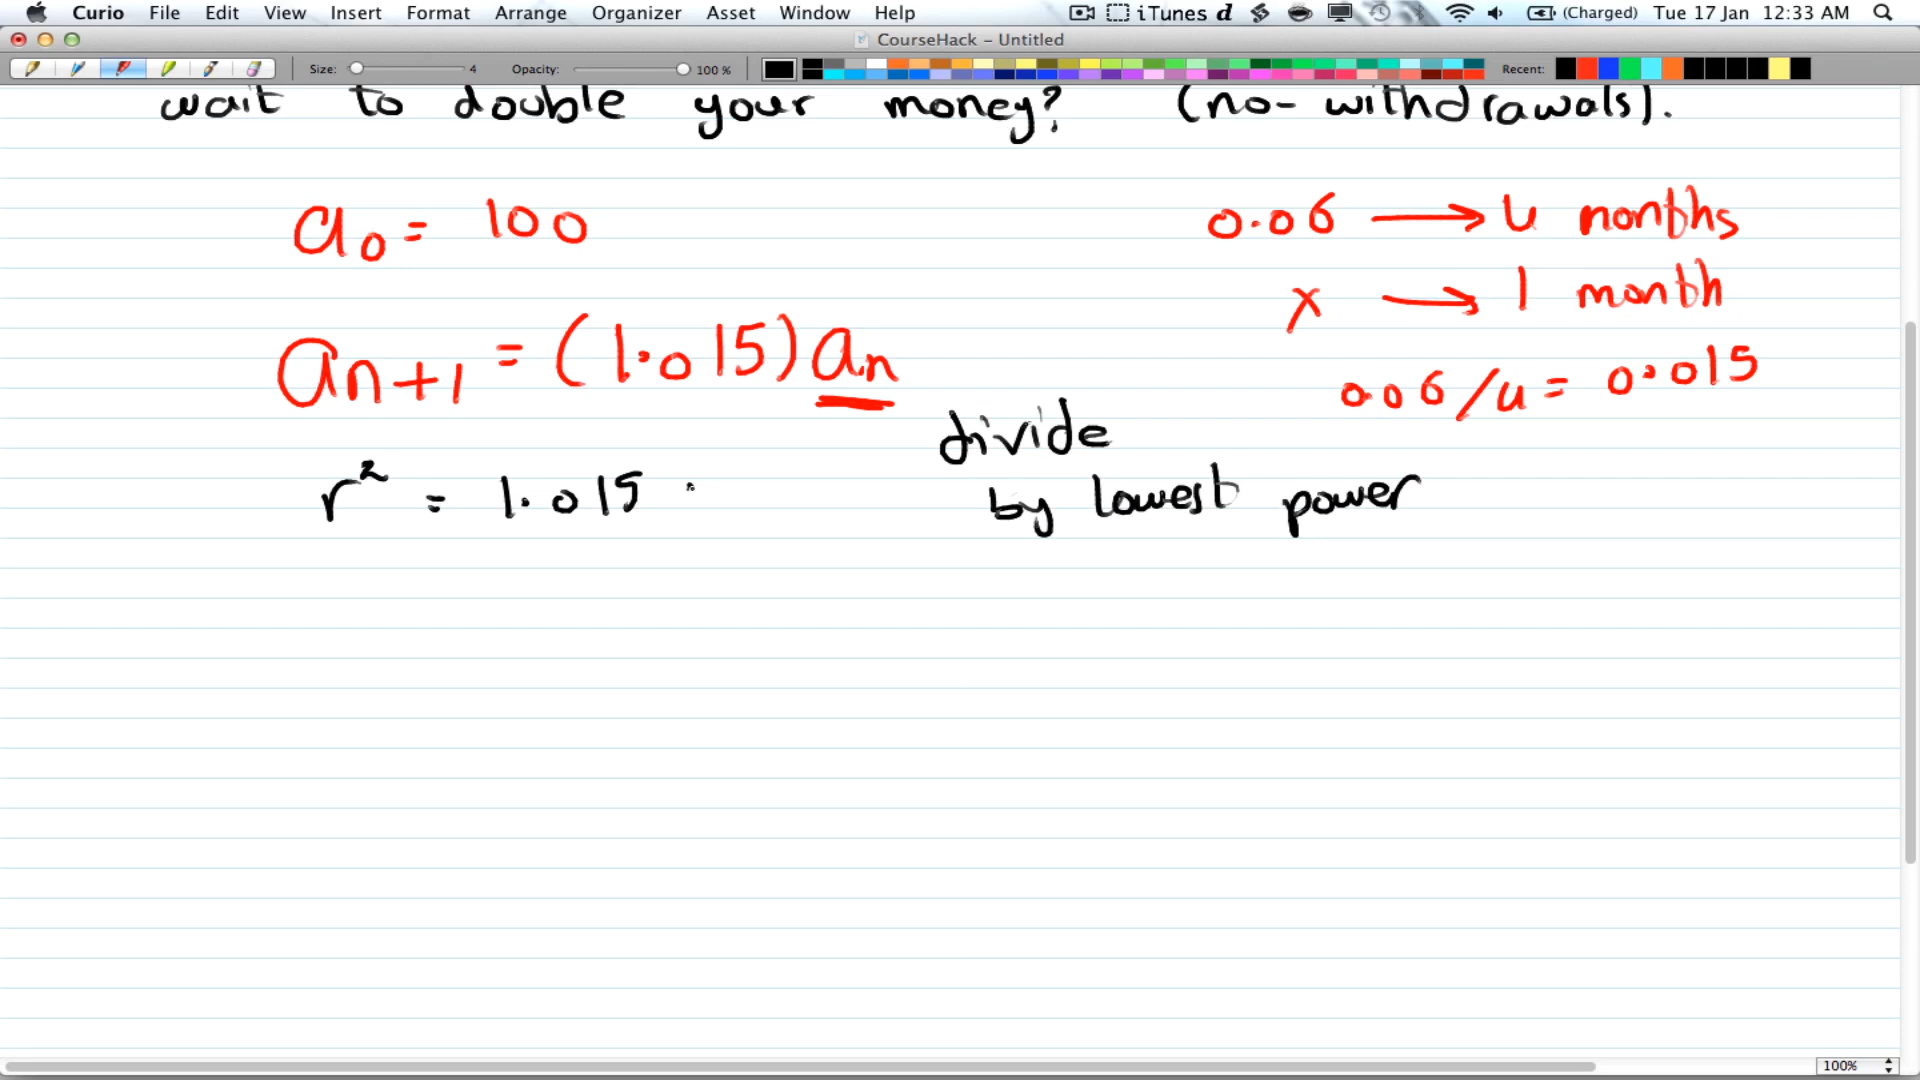 Curio File Edit View Insert Format Arrange Organizer Asset Window Help iTunes d (Charged) Tue 17 Jan 12:33 AM
CourseHack – Untitled
Size: 4 Opacity: 100 % Recent:
wait to double your money? (no- withdrawals).
a0 = 100
0.06 → 4 months
x → 1 month
an+1 = (1.015) an
0.06/4 = 0.015
divide
r² = 1.015 .
by lowest power
100%